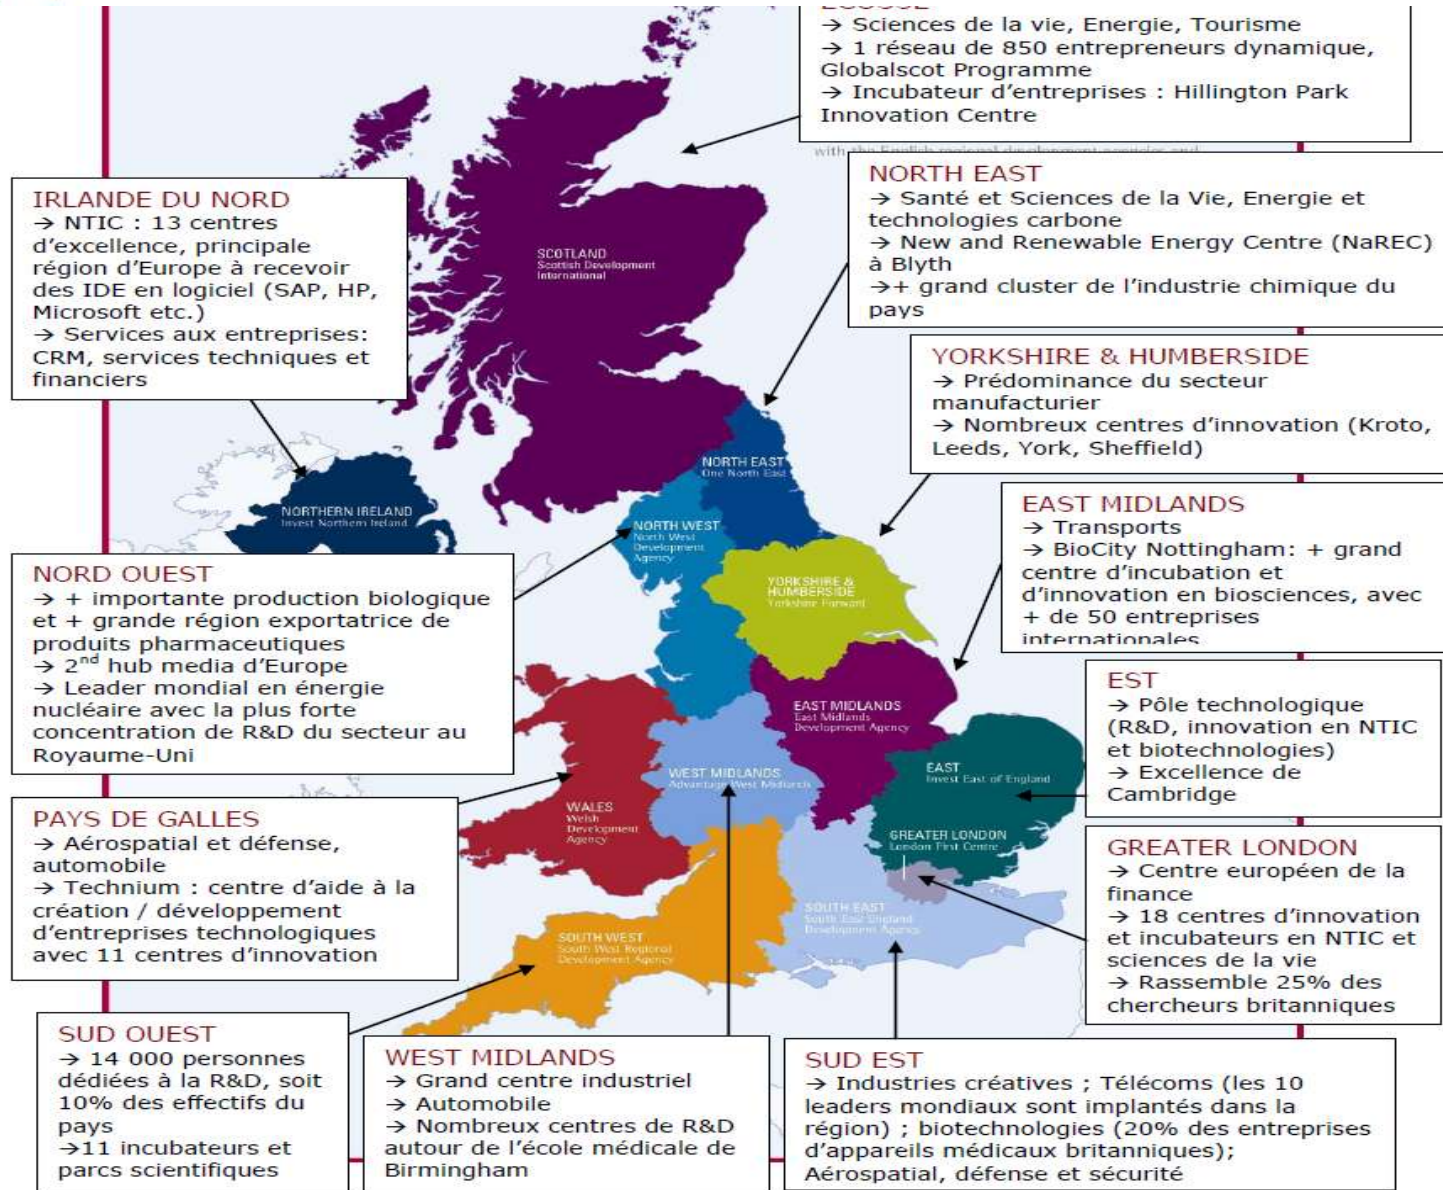 ECOSSE
→ Sciences de la vie, Energie, Tourisme
→ 1 réseau de 850 entrepreneurs dynamique,
Globalscot Programme
→ Incubateur d'entreprises : Hillington Park
Innovation Centre
with the English regional development agencies and
IRLANDE DU NORD
→ NTIC : 13 centres
d'excellence, principale
région d'Europe à recevoir
des IDE en logiciel (SAP, HP,
Microsoft etc.)
→ Services aux entreprises:
CRM, services techniques et
financiers
NORTH EAST
→ Santé et Sciences de la Vie, Energie et
technologies carbone
→ New and Renewable Energy Centre (NaREC)
à Blyth
→+ grand cluster de l'industrie chimique du
pays
SCOTLAND
Scottish Development
International
YORKSHIRE & HUMBERSIDE
→ Prédominance du secteur
manufacturier
→ Nombreux centres d'innovation (Kroto,
Leeds, York, Sheffield)
NORTH EAST
One North East
NORTHERN IRELAND
Invest Northern Ireland
NORTH WEST
North West
Development
Agency
EAST MIDLANDS
→ Transports
→ BioCity Nottingham: + grand
centre d'incubation et
d'innovation en biosciences, avec
+ de 50 entreprises
internationales
NORD OUEST
→ + importante production biologique
et + grande région exportatrice de
produits pharmaceutiques
→ 2nd hub media d'Europe
→ Leader mondial en énergie
nucléaire avec la plus forte
concentration de R&D du secteur au
Royaume-Uni
YORKSHIRE &
HUMBERSIDE
Yorkshire Forward
EAST MIDLANDS
East Midlands
Development Agency
EST
→ Pôle technologique
(R&D, innovation en NTIC
et biotechnologies)
→ Excellence de
Cambridge
WEST MIDLANDS
Advantage West Midlands
EAST
Invest East of England
WALES
Welsh
Development
Agency
PAYS DE GALLES
→ Aérospatial et défense,
automobile
→ Technium : centre d'aide à la
création / développement
d'entreprises technologiques
avec 11 centres d'innovation
GREATER LONDON
London First Centre
GREATER LONDON
→ Centre européen de la
finance
→ 18 centres d'innovation
et incubateurs en NTIC et
sciences de la vie
→ Rassemble 25% des
chercheurs britanniques
SOUTH EAST
South East England
Development Agency
SOUTH WEST
South West Regional
Development Agency
SUD OUEST
→ 14 000 personnes
dédiées à la R&D, soit
10% des effectifs du
pays
→11 incubateurs et
parcs scientifiques
WEST MIDLANDS
→ Grand centre industriel
→ Automobile
→ Nombreux centres de R&D
autour de l'école médicale de
Birmingham
SUD EST
→ Industries créatives ; Télécoms (les 10
leaders mondiaux sont implantés dans la
région) ; biotechnologies (20% des entreprises
d'appareils médicaux britanniques);
Aérospatial, défense et sécurité